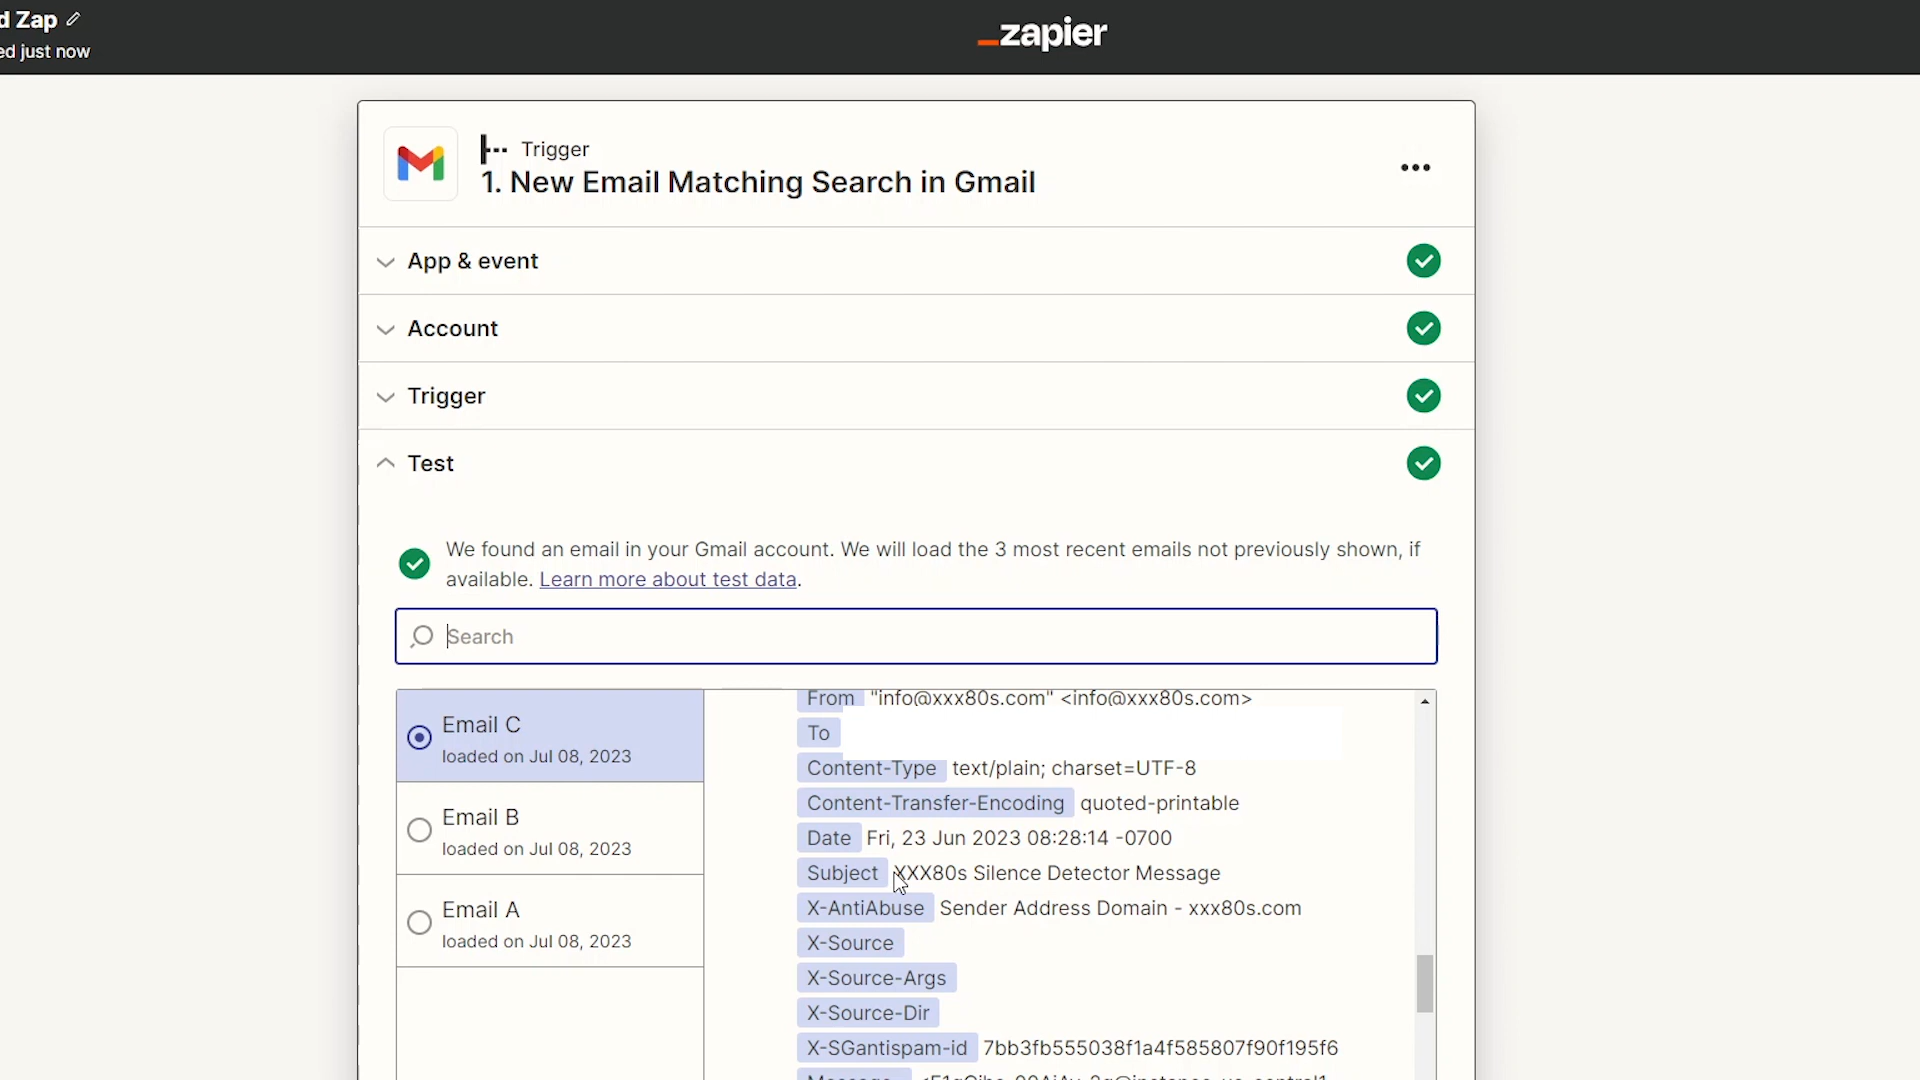 d Zap
ed just now
zapier
Trigger
1. New Email Matching Search in Gmail
App & event
Account
Trigger
Test
We found an email in your Gmail account. We will load the 3 most recent emails not previously shown, if
available. Learn more about test data.
Search
Email C
loaded on Jul 08, 2023
Email B
loaded on Jul 08, 2023
Email A
loaded on Jul 08, 2023
From "info@xxx80s.com" <info@xxx80s.com>
To
Content-Type text/plain; charset=UTF-8
Content-Transfer-Encoding quoted-printable
Date Fri, 23 Jun 2023 08:28:14 -0700
Subject XXX80s Silence Detector Message
X-AntiAbuse Sender Address Domain - xxx80s.com
X-Source
X-Source-Args
X-Source-Dir
X-SGantispam-id 7bb3fb555038f1a4f585807f90f195f6